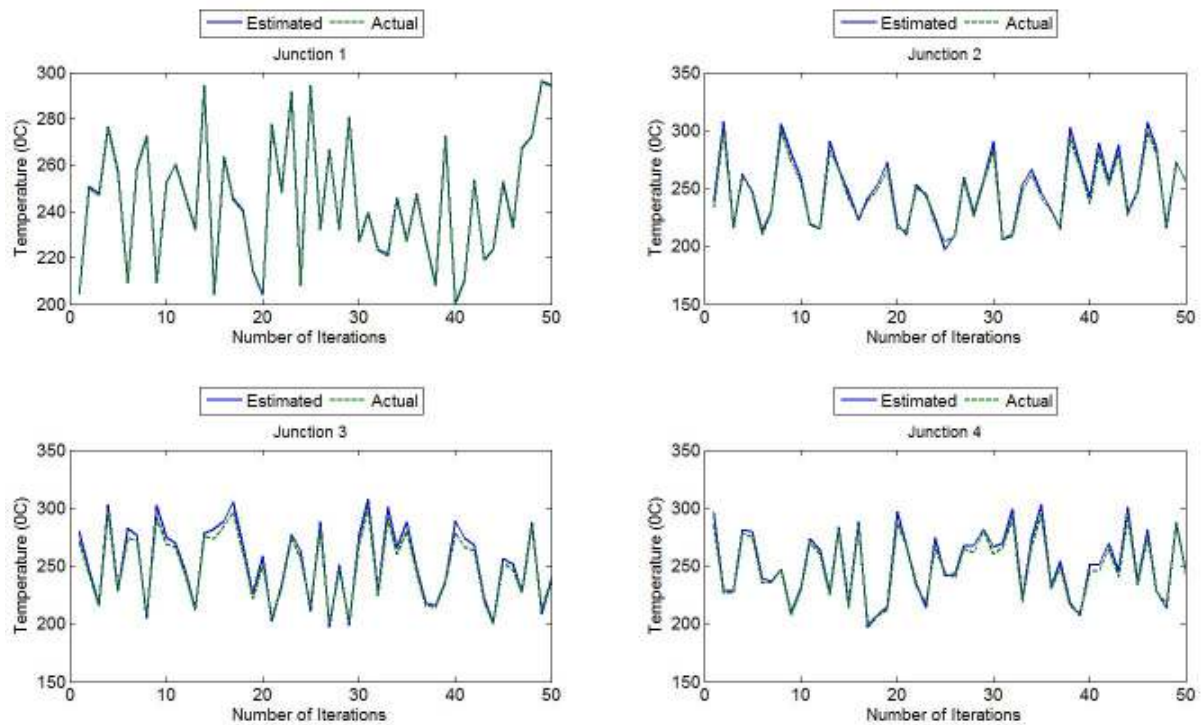 Estimated Actual
Junction 1
300
280
260
240
220
200
Temperature (0C)
0 10 20 30 40 50
Number of Iterations
Estimated Actual
Junction 2
350
300
250
200
150
Temperature (0C)
0 10 20 30 40 50
Number of Iterations
Estimated Actual
Junction 3
350
300
250
200
150
Temperature (0C)
0 10 20 30 40 50
Number of Iterations
Estimated Actual
Junction 4
350
300
250
200
150
Temperature (0C)
0 10 20 30 40 50
Number of Iterations